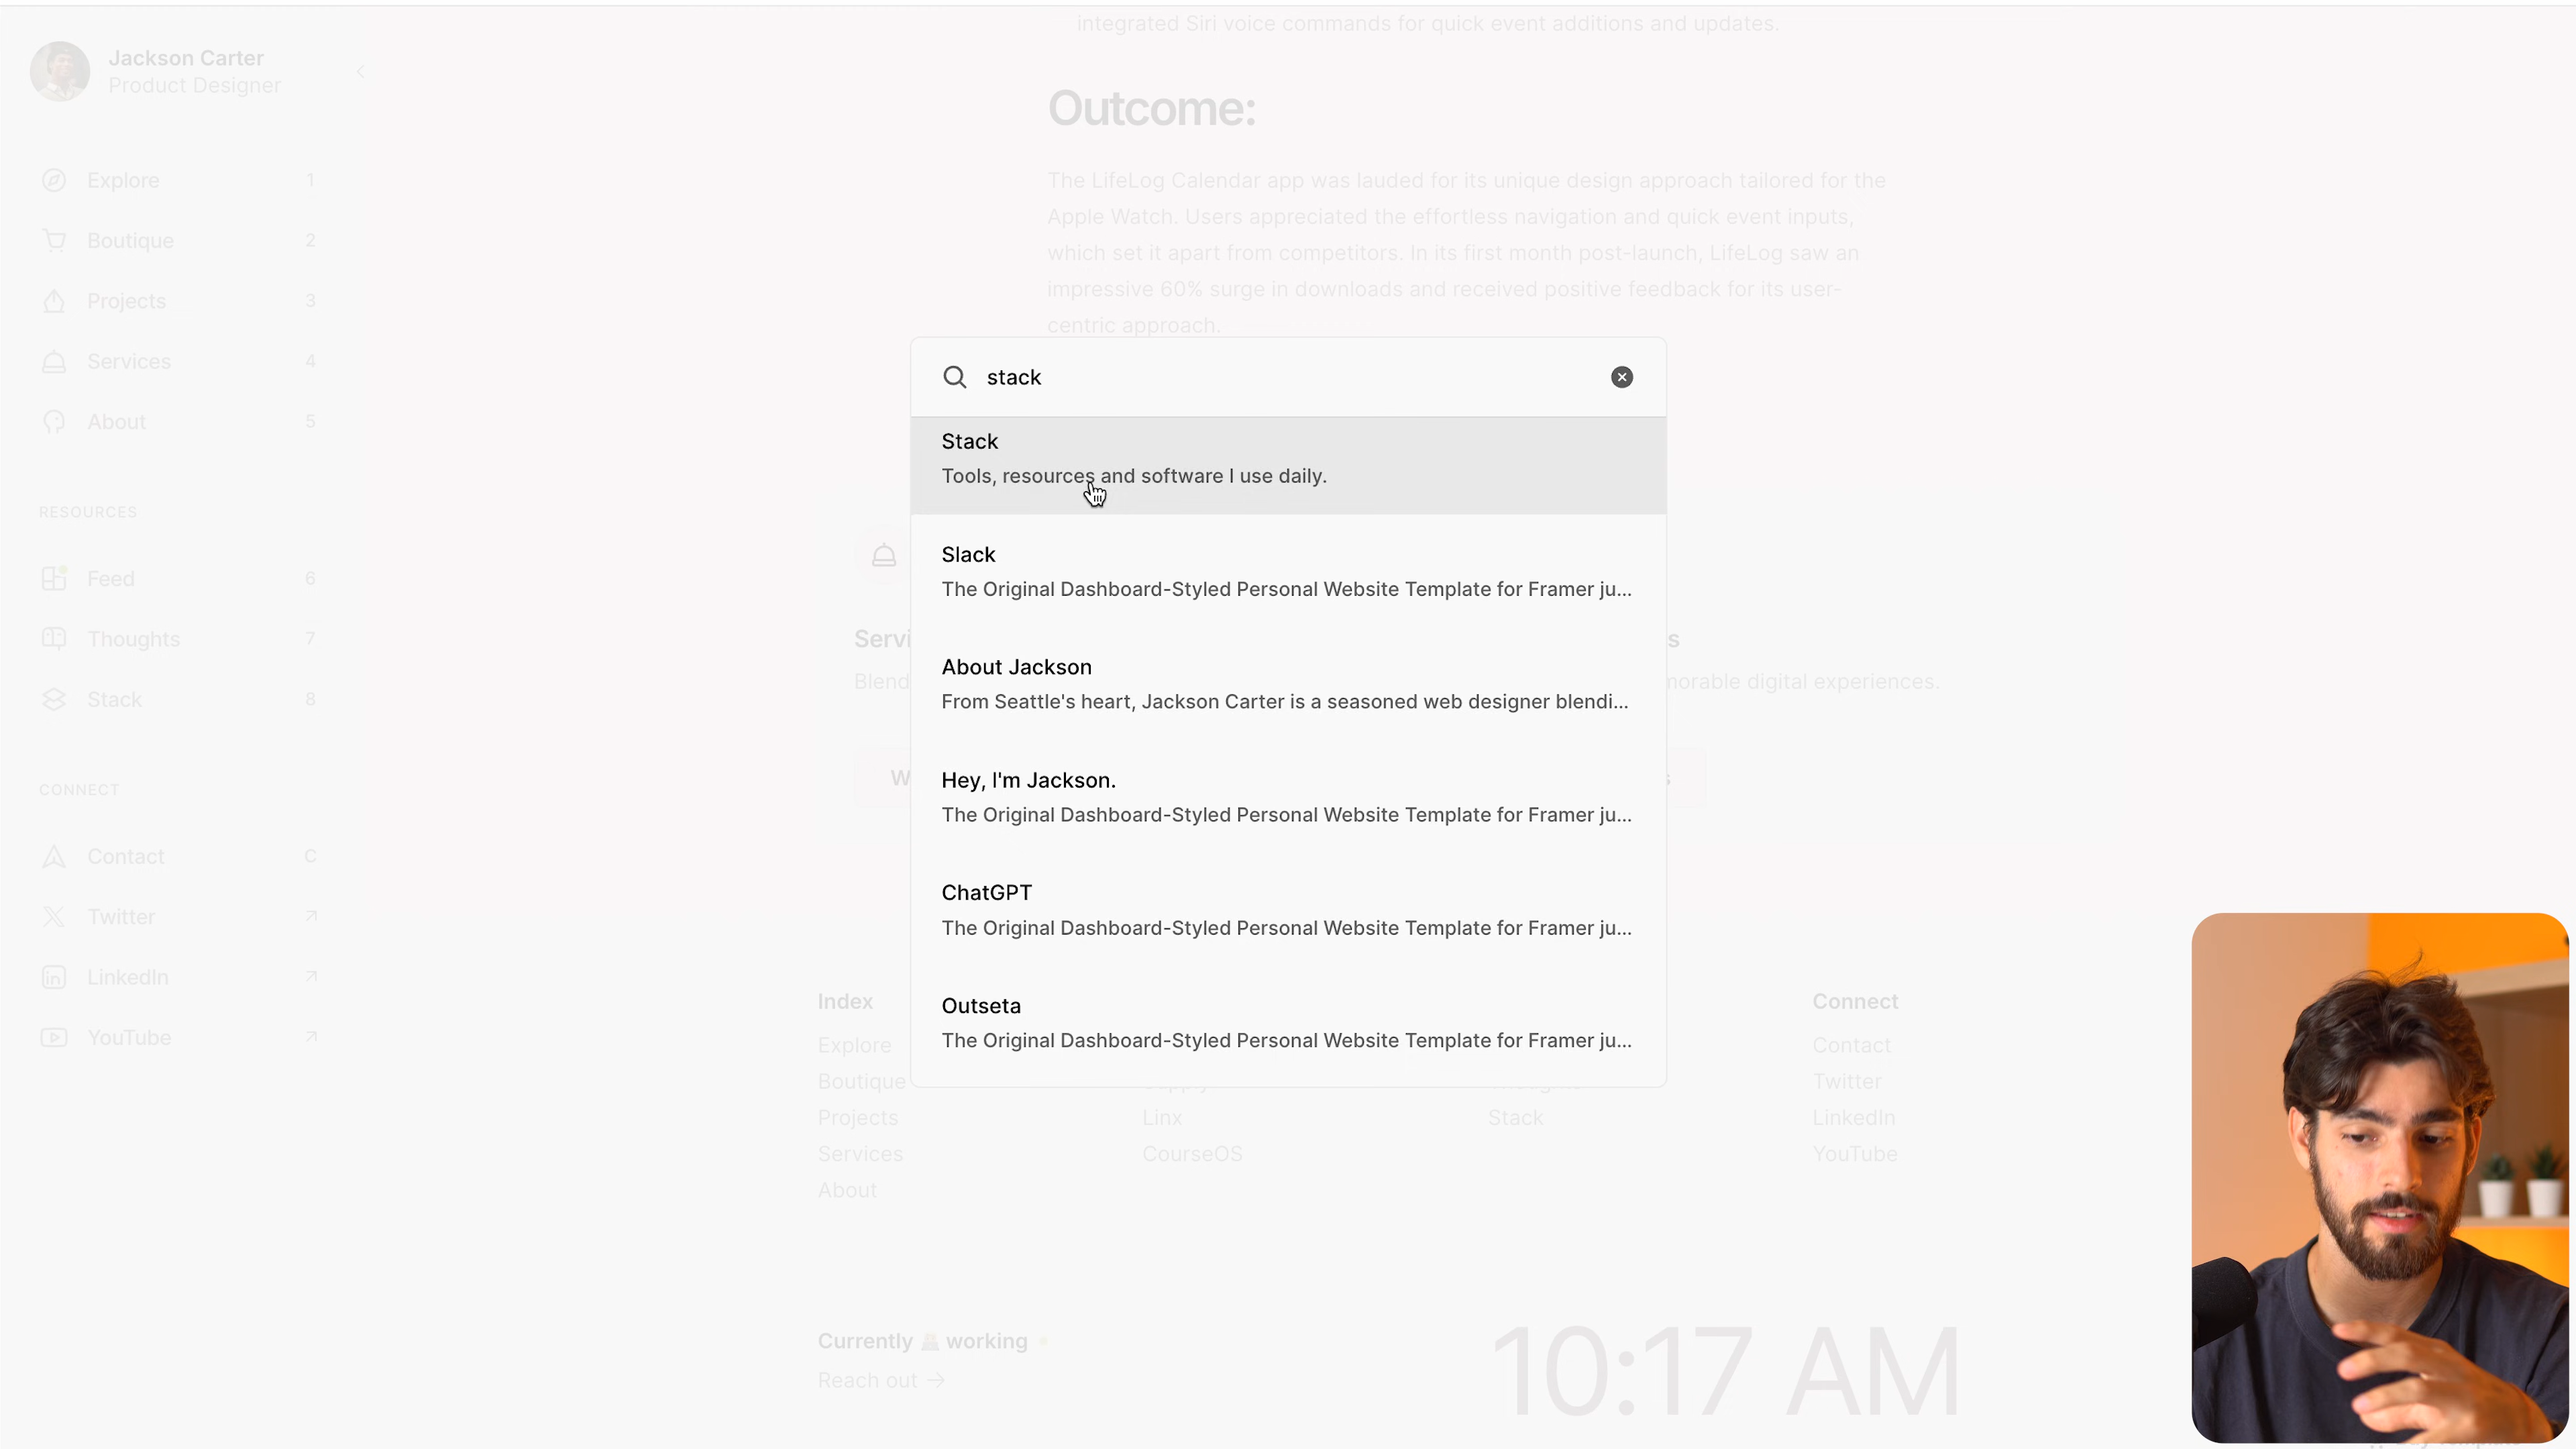 integrated Siri voice commands for quick event additions and updates.
Jackson Carter
Product Designer
Explore 1
Boutique 2
Projects 3
Services 4
About 5
RESOURCES
Feed 6
Thoughts 7
Stack 8
CONNECT
Contact C
Twitter
LinkedIn
YouTube
Outcome:
The LifeLog Calendar app was lauded for its unique design approach tailored for the
Apple Watch. Users appreciated the effortless navigation and quick event inputs,
which set it apart from competitors. In its first month post-launch, LifeLog saw an
impressive 60% surge in downloads and received positive feedback for its user-
centric approach.
stack
Stack
Tools, resources and software I use daily.
Slack
The Original Dashboard-Styled Personal Website Template for Framer ju...
About Jackson
From Seattle's heart, Jackson Carter is a seasoned web designer blendi...
Hey, I'm Jackson.
The Original Dashboard-Styled Personal Website Template for Framer ju...
ChatGPT
The Original Dashboard-Styled Personal Website Template for Framer ju...
Outseta
The Original Dashboard-Styled Personal Website Template for Framer ju...
digital experiences.
Index
Explore
Boutique
Projects
Services
About
Linx
CourseOS
Stack
Connect
Contact
Twitter
LinkedIn
YouTube
Currently working
Reach out
10:17 AM